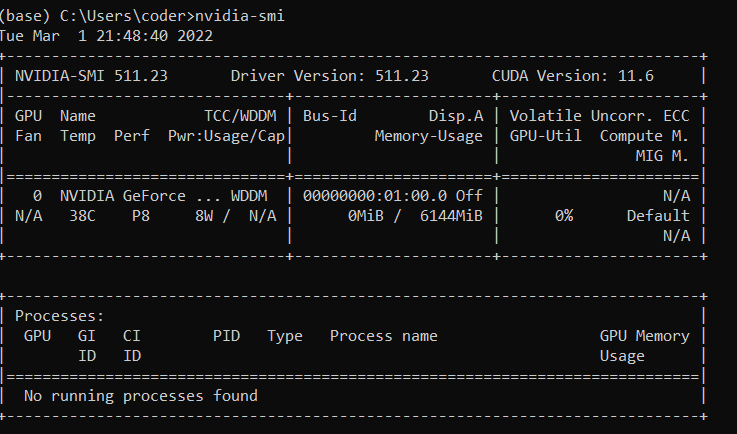 (base) C:\Users\coder>nvidia-smi
Tue Mar  1 21:48:40 2022
+-----------------------------------------------------------------------------+
| NVIDIA-SMI 511.23       Driver Version: 511.23       CUDA Version: 11.6     |
|-------------------------------+----------------------+----------------------+
| GPU  Name            TCC/WDDM | Bus-Id        Disp.A | Volatile Uncorr. ECC |
| Fan  Temp  Perf  Pwr:Usage/Cap|         Memory-Usage | GPU-Util  Compute M. |
|                               |                      |               MIG M. |
|===============================+======================+======================|
|   0  NVIDIA GeForce ... WDDM  | 00000000:01:00.0 Off |                  N/A |
| N/A   38C    P8     8W /  N/A |      0MiB /  6144MiB |      0%      Default |
|                               |                      |                  N/A |
+-------------------------------+----------------------+----------------------+

+-----------------------------------------------------------------------------+
| Processes:                                                                  |
|  GPU   GI   CI        PID   Type   Process name                  GPU Memory |
|        ID   ID                                                   Usage      |
|=============================================================================|
|  No running processes found                                                 |
+-----------------------------------------------------------------------------+